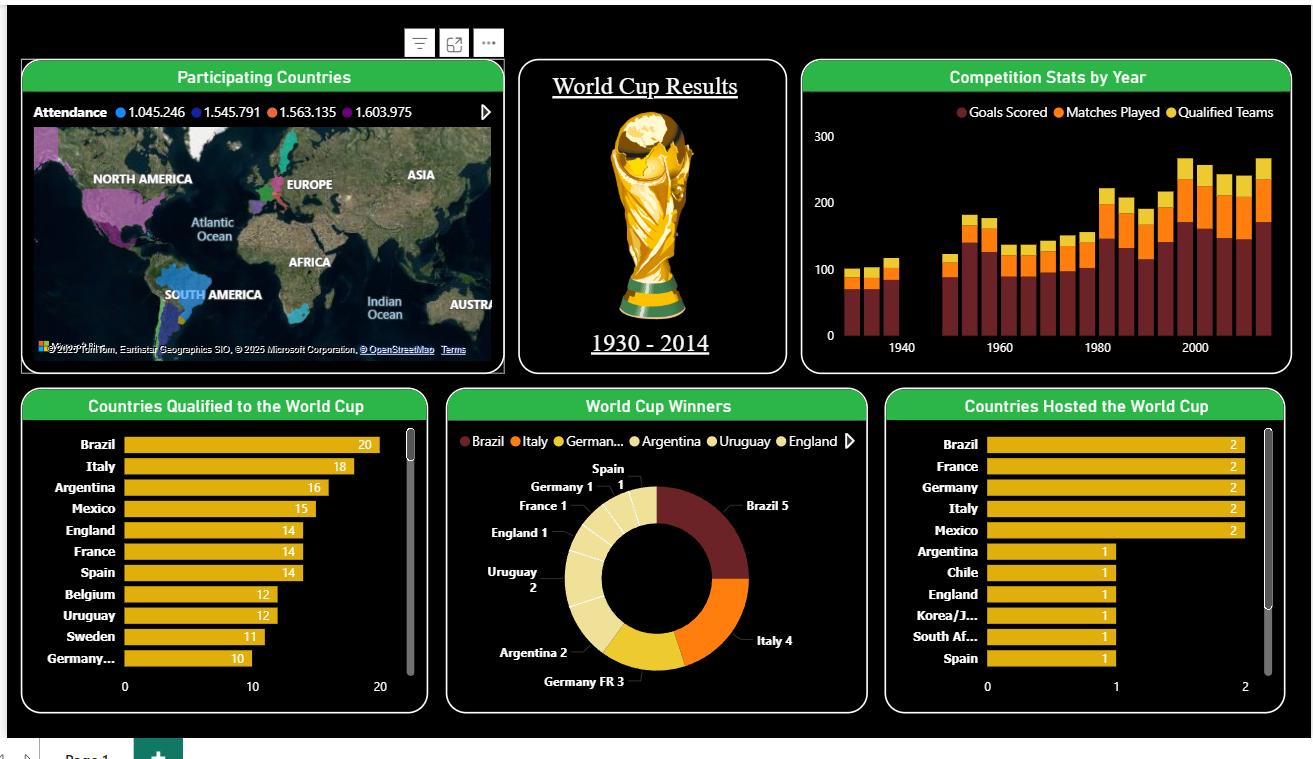 Participating Countries
Attendance 1.045.246 1.545.791 1.563.135 1.603.975
NORTH AMERICA
EUROPE
ASIA
Atlantic
Ocean
AFRICA
SOUTH AMERICA
Indian
Ocean
AUSTRA
© 2025 TomTom, Earthstar Geographics SIO, © 2025 Microsoft Corporation, © OpenStreetMap Terms
World Cup Results
1930 - 2014
Competition Stats by Year
Goals Scored Matches Played Qualified Teams
300
200
100
0
1940 1960 1980 2000
Countries Qualified to the World Cup
Brazil 20
Italy 18
Argentina 16
Mexico 15
England 14
France 14
Spain 14
Belgium 12
Uruguay 12
Sweden 11
Germany... 10
0 10 20
World Cup Winners
Brazil Italy German... Argentina Uruguay England
Spain
1
Germany 1
France 1
England 1
Uruguay
2
Argentina 2
Germany FR 3
Italy 4
Brazil 5
Countries Hosted the World Cup
Brazil 2
France 2
Germany 2
Italy 2
Mexico 2
Argentina 1
Chile 1
England 1
Korea/J... 1
South Af... 1
Spain 1
0 1 2
Page 1